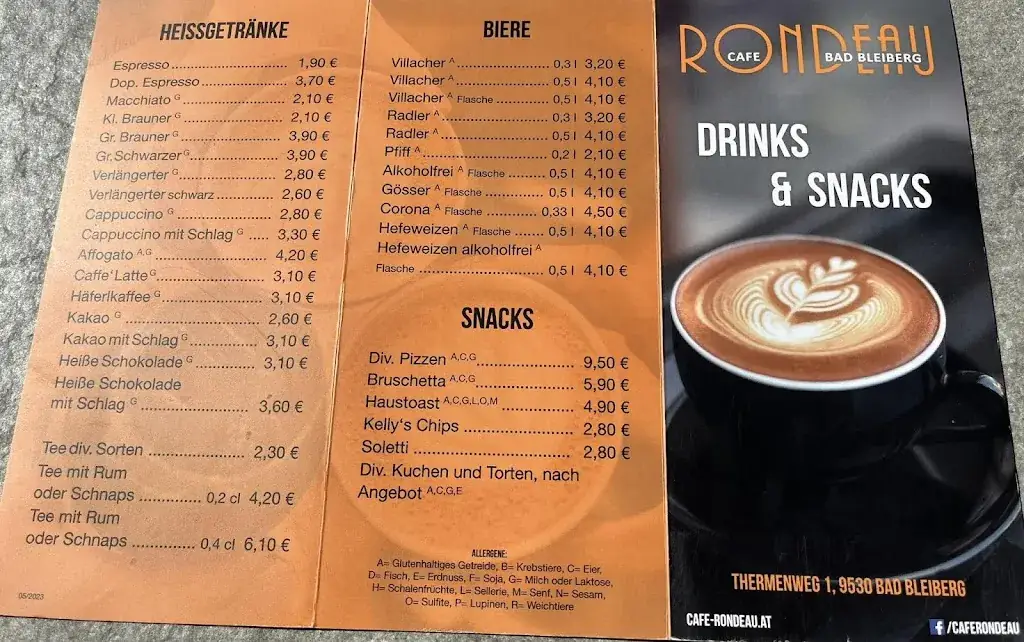 HEISSGETRÄNKE
Espresso ........ 1,90 €
Dop. Espresso ........ 3,70 €
Macchiato G ........ 2,10 €
Kl. Brauner G ........ 2,10 €
Gr. Brauner G ........ 3,90 €
Gr. Schwarzer G ........ 3,90 €
Verlängerter G ........ 2,80 €
Verlängerter schwarz ........ 2,60 €
Cappuccino G ........ 2,80 €
Cappuccino mit Schlag G ..... 3,30 €
Affogato A,G ........ 4,20 €
Caffe'Latte G ........ 3,10 €
Häferlkaffee G ........ 3,10 €
Kakao G ........ 2,60 €
Kakao mit Schlag G ........ 3,10 €
Heiße Schokolade G ........ 3,10 €
Heiße Schokolade
mit Schlag G ........ 3,60 €
Tee div. Sorten ........ 2,30 €
Tee mit Rum
oder Schnaps ........ 0,2 cl 4,20 €
Tee mit Rum
oder Schnaps ........ 0,4 cl 6,10 €
05/2023
BIERE
Villacher A ........ 0,3 l 3,20 €
Villacher A ........ 0,5 l 4,10 €
Villacher A Flasche ........ 0,5 l 4,10 €
Radler A ........ 0,3 l 3,20 €
Radler A ........ 0,5 l 4,10 €
Pfiff A ........ 0,2 l 2,10 €
Alkoholfrei A Flasche ........ 0,5 l 4,10 €
Gösser A Flasche ........ 0,5 l 4,10 €
Corona A Flasche ........ 0,33 l 4,50 €
Hefeweizen A Flasche ........ 0,5 l 4,10 €
Hefeweizen alkoholfrei A
Flasche ........ 0,5 l 4,10 €
SNACKS
Div. Pizzen A,C,G ........ 9,50 €
Bruschetta A,C,G ........ 5,90 €
Haustoast A,C,G,L,O,M ........ 4,90 €
Kelly's Chips ........ 2,80 €
Soletti ........ 2,80 €
Div. Kuchen und Torten, nach
Angebot A,C,G,E
ALLERGENE:
A= Glutenhaltiges Getreide, B= Krebstiere, C= Eier,
D= Fisch, E= Erdnuss, F= Soja, G= Milch oder Laktose,
H= Schalenfrüchte, L= Sellerie, M= Senf, N= Sesam,
O= Sulfite, P= Lupinen, R= Weichtiere
RONDEAU
CAFE BAD BLEIBERG
DRINKS
& SNACKS
THERMENWEG 1, 9530 BAD BLEIBERG
CAFE-RONDEAU.AT
f /CAFERONDEAU